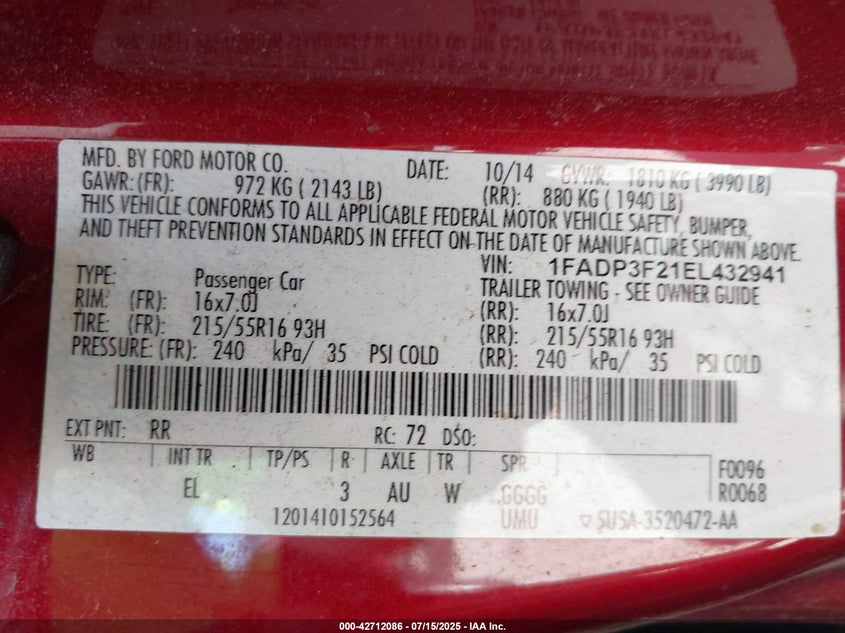 MFD. BY FORD MOTOR CO. DATE: 10/14 GVWR: 1810 KG ( 3990 LB)
GAWR: (FR): 972 KG ( 2143 LB) (RR): 880 KG ( 1940 LB)
THIS VEHICLE CONFORMS TO ALL APPLICABLE FEDERAL MOTOR VEHICLE SAFETY, BUMPER,
AND THEFT PREVENTION STANDARDS IN EFFECT ON THE DATE OF MANUFACTURE SHOWN ABOVE.
VIN: 1FADP3F21EL432941
TYPE: Passenger Car TRAILER TOWING - SEE OWNER GUIDE
RIM: (FR): 16x7.0J (RR): 16x7.0J
TIRE: (FR): 215/55R16 93H (RR): 215/55R16 93H
PRESSURE: (FR): 240 kPa/ 35 PSI COLD (RR): 240 kPa/ 35 PSI COLD
EXT PNT: RR RC: 72 DSO:
WB INT TR TP/PS R AXLE TR SPR F0096
EL 3 AU W GGGG R0068
1201410152564 UMU ▽5USA-3520472-AA
000-42712086 - 07/15/2025 - IAA Inc.